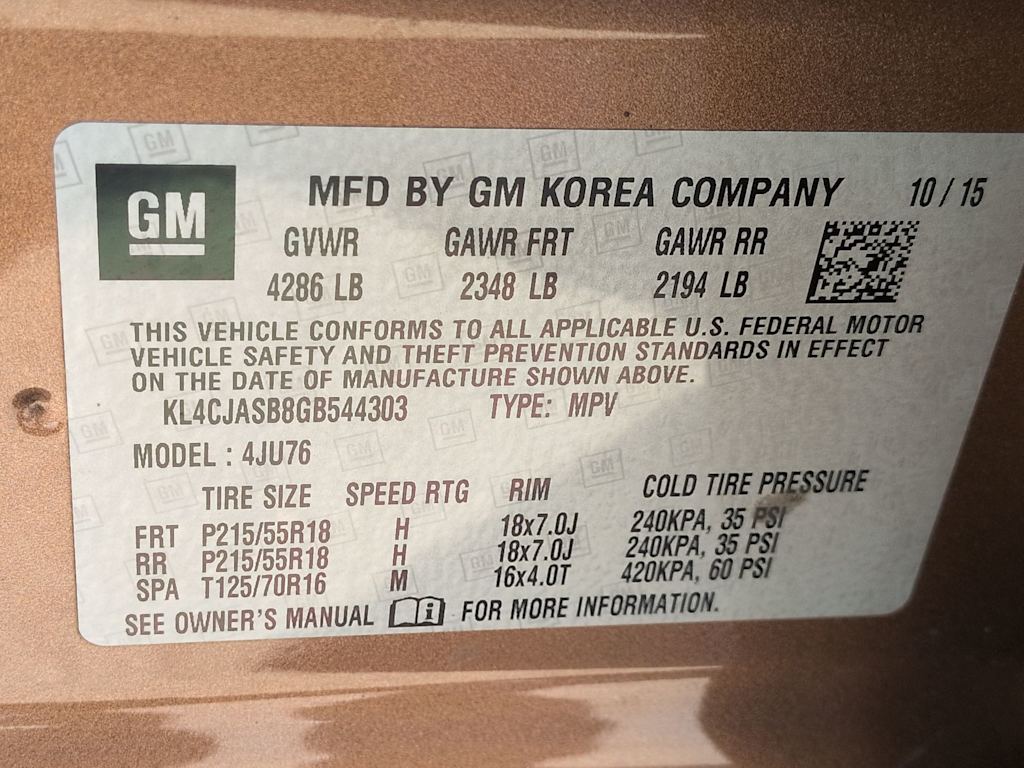 GM
MFD BY GM KOREA COMPANY 10 / 15
GVWR GAWR FRT GAWR RR
4286 LB 2348 LB 2194 LB
THIS VEHICLE CONFORMS TO ALL APPLICABLE U.S. FEDERAL MOTOR
VEHICLE SAFETY AND THEFT PREVENTION STANDARDS IN EFFECT
ON THE DATE OF MANUFACTURE SHOWN ABOVE.
KL4CJASB8GB544303 TYPE: MPV
MODEL : 4JU76
TIRE SIZE SPEED RTG RIM COLD TIRE PRESSURE
FRT P215/55R18 H 18x7.0J 240KPA, 35 PSI
RR P215/55R18 H 18x7.0J 240KPA, 35 PSI
SPA T125/70R16 M 16x4.0T 420KPA, 60 PSI
SEE OWNER'S MANUAL i FOR MORE INFORMATION.